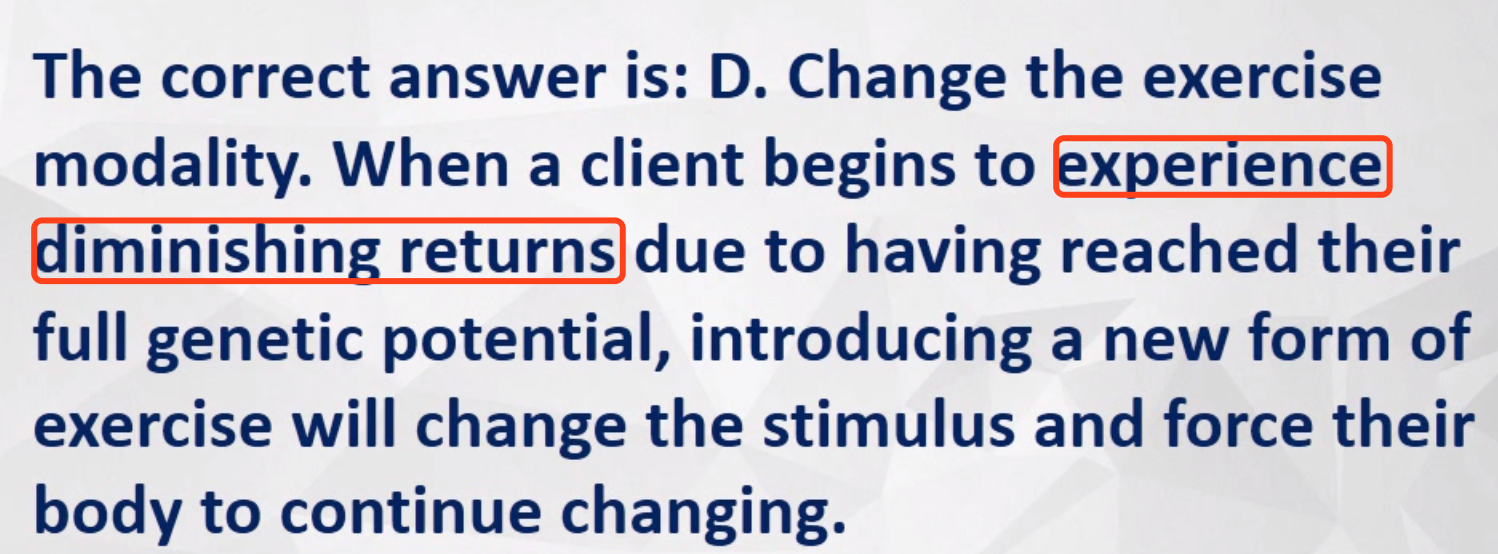 The correct answer is: D. Change the exercise
modality. When a client begins to experience
diminishing returns due to having reached their
full genetic potential, introducing a new form of
exercise will change the stimulus and force their
body to continue changing.